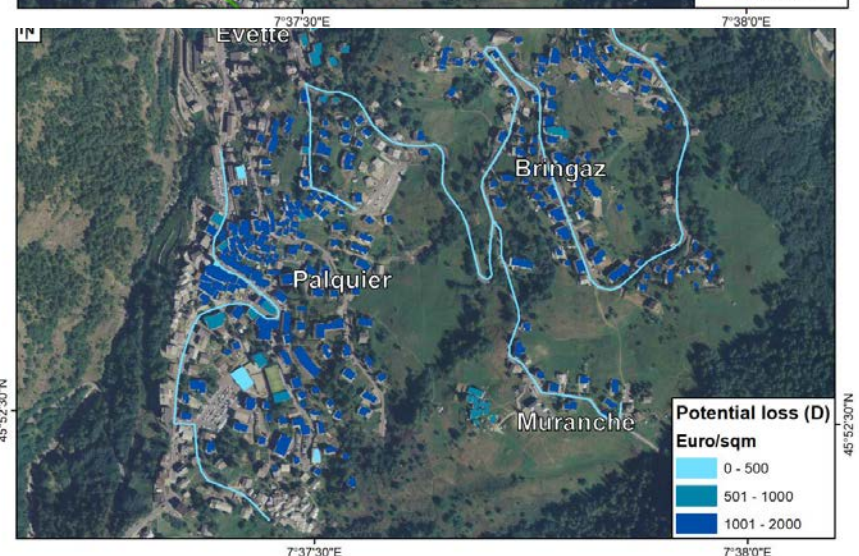 7°37'30"E 7°38'0"E
N
Evette
Bringaz
Palquier
Muranche
45°52'30"N
45°52'30"N
Potential loss (D)
Euro/sqm
0 - 500
501 - 1000
1001 - 2000
7°37'30"E 7°38'0"E